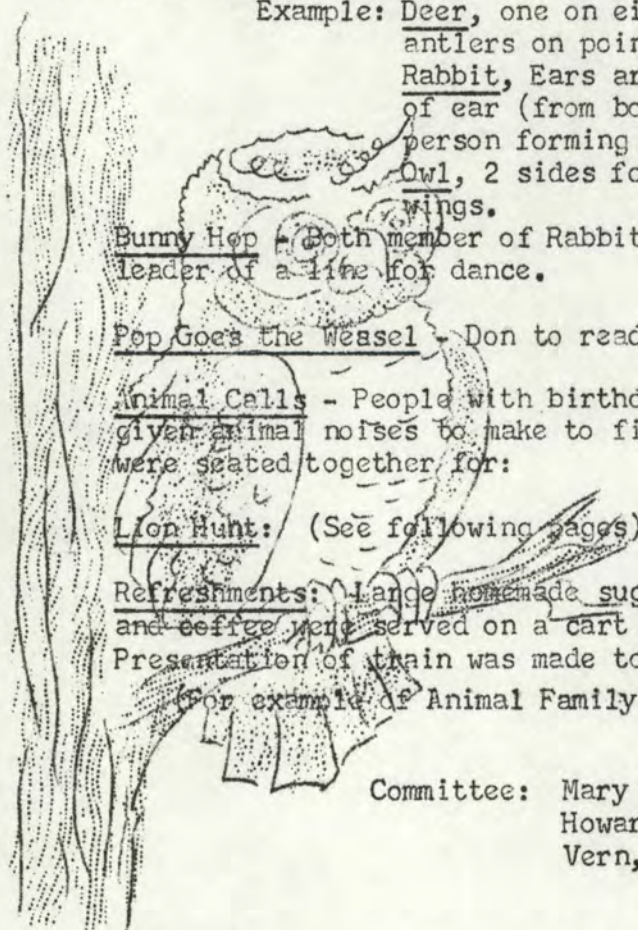 Example: Deer, one on ei
antlers on poin
Rabbit, Ears ar
of ear (from bo
person forming
Owl, 2 sides fo
wings.
Bunny Hop - Both member of Rabbit
leader of a line for dance.
Pop Goes the Weasel - Don to read
Animal Calls - People with birthd
given animal noises to make to fi
were seated together for:
Lion Hunt: (See following pages)
Refreshments: Large homemade sug
and coffee were served on a cart
Presentation of train was made to
(For example of Animal Family
Committee: Mary
Howar
Vern,